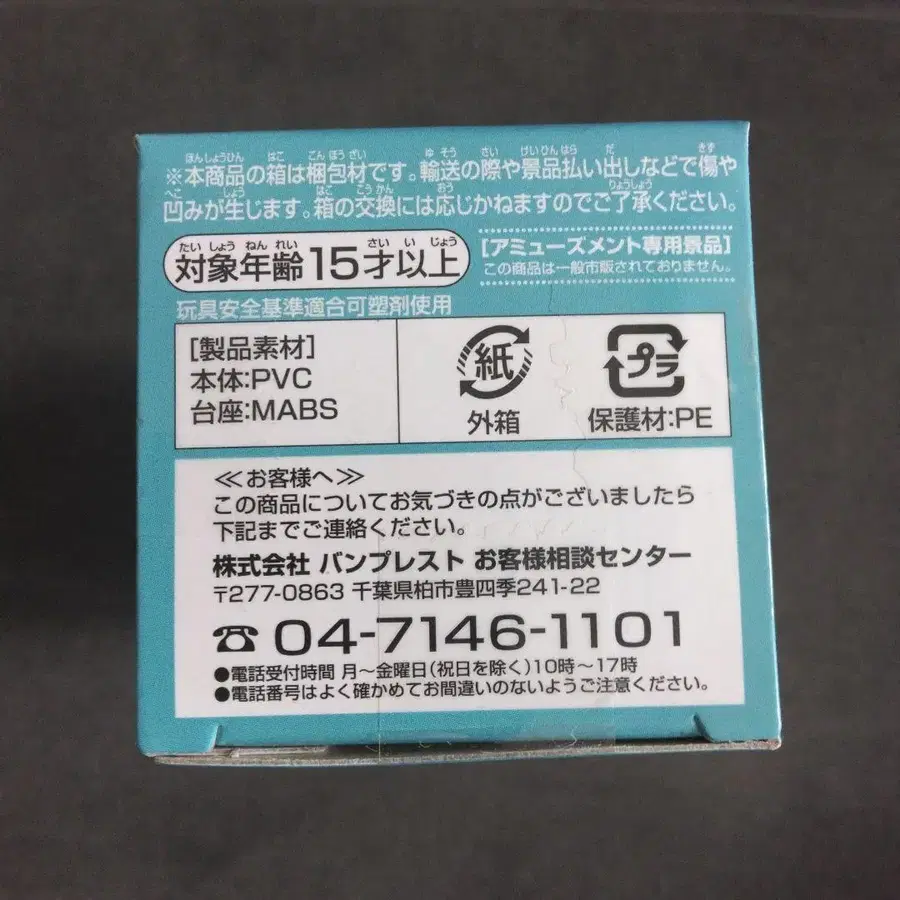 ※本商品の箱は梱包材です。輸送の際や景品払い出しなどで傷や
凹みが生じます。箱の交換には応じかねますのでご了承ください。
対象年齢15才以上
[アミューズメント専用景品]
この商品は一般市販されておりません。
玩具安全基準適合可塑剤使用
[製品素材]
本体:PVC
台座:MABS
紙
外箱
プラ
保護材:PE
≪お客様へ≫
この商品についてお気づきの点がございましたら
下記までご連絡ください。
株式会社 バンプレスト お客様相談センター
〒277-0863 千葉県柏市豊四季241-22
☎ 04-7146-1101
●電話受付時間 月～金曜日(祝日を除く)10時～17時
●電話番号はよく確かめてお間違いのないようご注意ください。